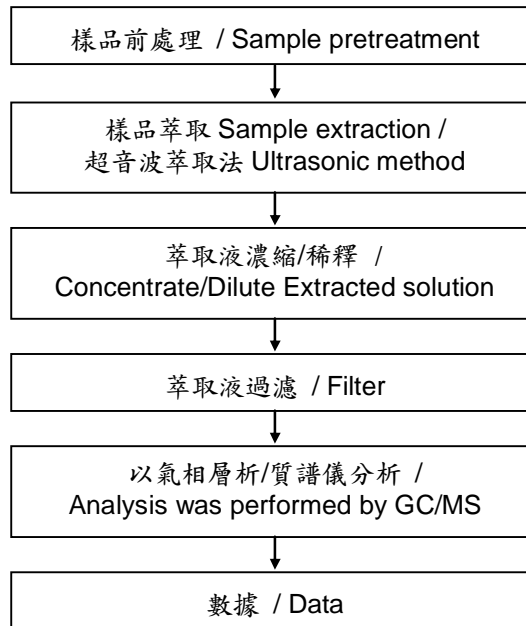 樣品前處理 / Sample pretreatment
樣品萃取 Sample extraction /
超音波萃取法 Ultrasonic method
萃取液濃縮/稀釋 /
Concentrate/Dilute Extracted solution
萃取液過濾 / Filter
以氣相層析/質譜儀分析 /
Analysis was performed by GC/MS
數據 / Data